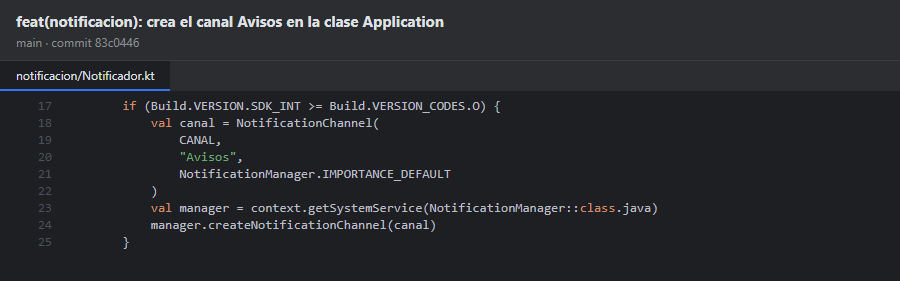 feat(notificacion): crea el canal Avisos en la clase Application
main · commit 83c0446
notificacion/Notificador.kt
17 if (Build.VERSION.SDK_INT >= Build.VERSION_CODES.O) {
18 val canal = NotificationChannel(
19 CANAL,
20 "Avisos",
21 NotificationManager.IMPORTANCE_DEFAULT
22 )
23 val manager = context.getSystemService(NotificationManager::class.java)
24 manager.createNotificationChannel(canal)
25 }